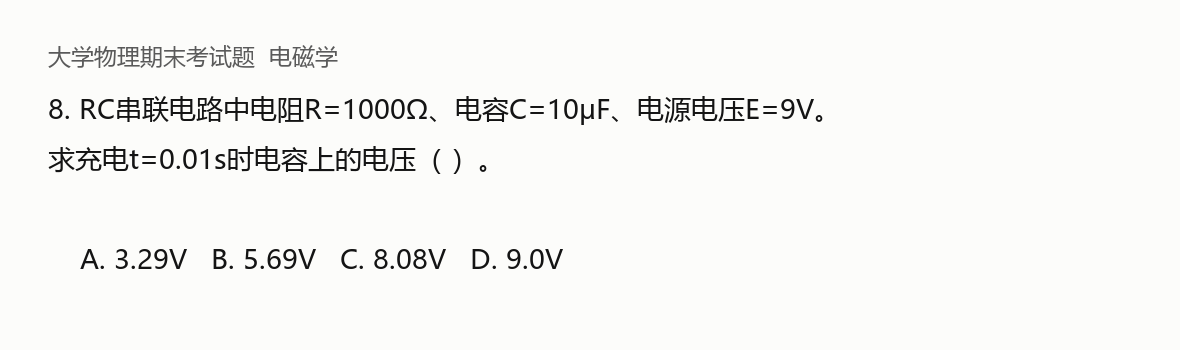 大学物理期末考试题 电磁学
8. RC串联电路中电阻R=1000Ω、电容C=10μF、电源电压E=9V。
求充电t=0.01s时电容上的电压（ ）。
A. 3.29V B. 5.69V C. 8.08V D. 9.0V